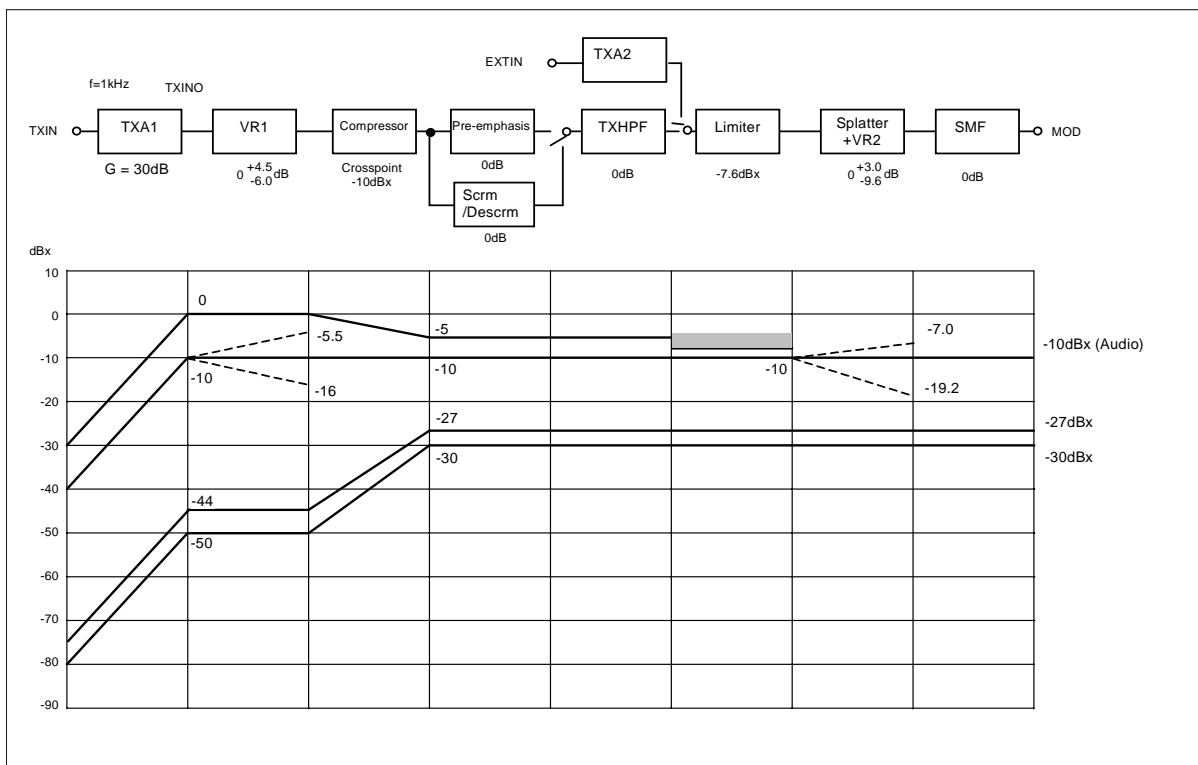 EXTIN
TXA2
f=1kHz
TXINO
TXIN
TXA1
VR1
Compressor
Pre-emphasis
TXHPF
Limiter
Splatter
+VR2
SMF
MOD
G = 30dB
0 +4.5 -6.0 dB
Crosspoint
-10dBx
0dB
0dB
-7.6dBx
0 +3.0 -9.6 dB
0dB
Scrm
/Descrm
0dB
dBx
10
0
0
-5.5
-5
-7.0
-10dBx (Audio)
-10
-10
-10
-10
-16
-19.2
-20
-27
-27dBx
-30
-30
-30dBx
-40
-44
-50
-50
-60
-70
-80
-90